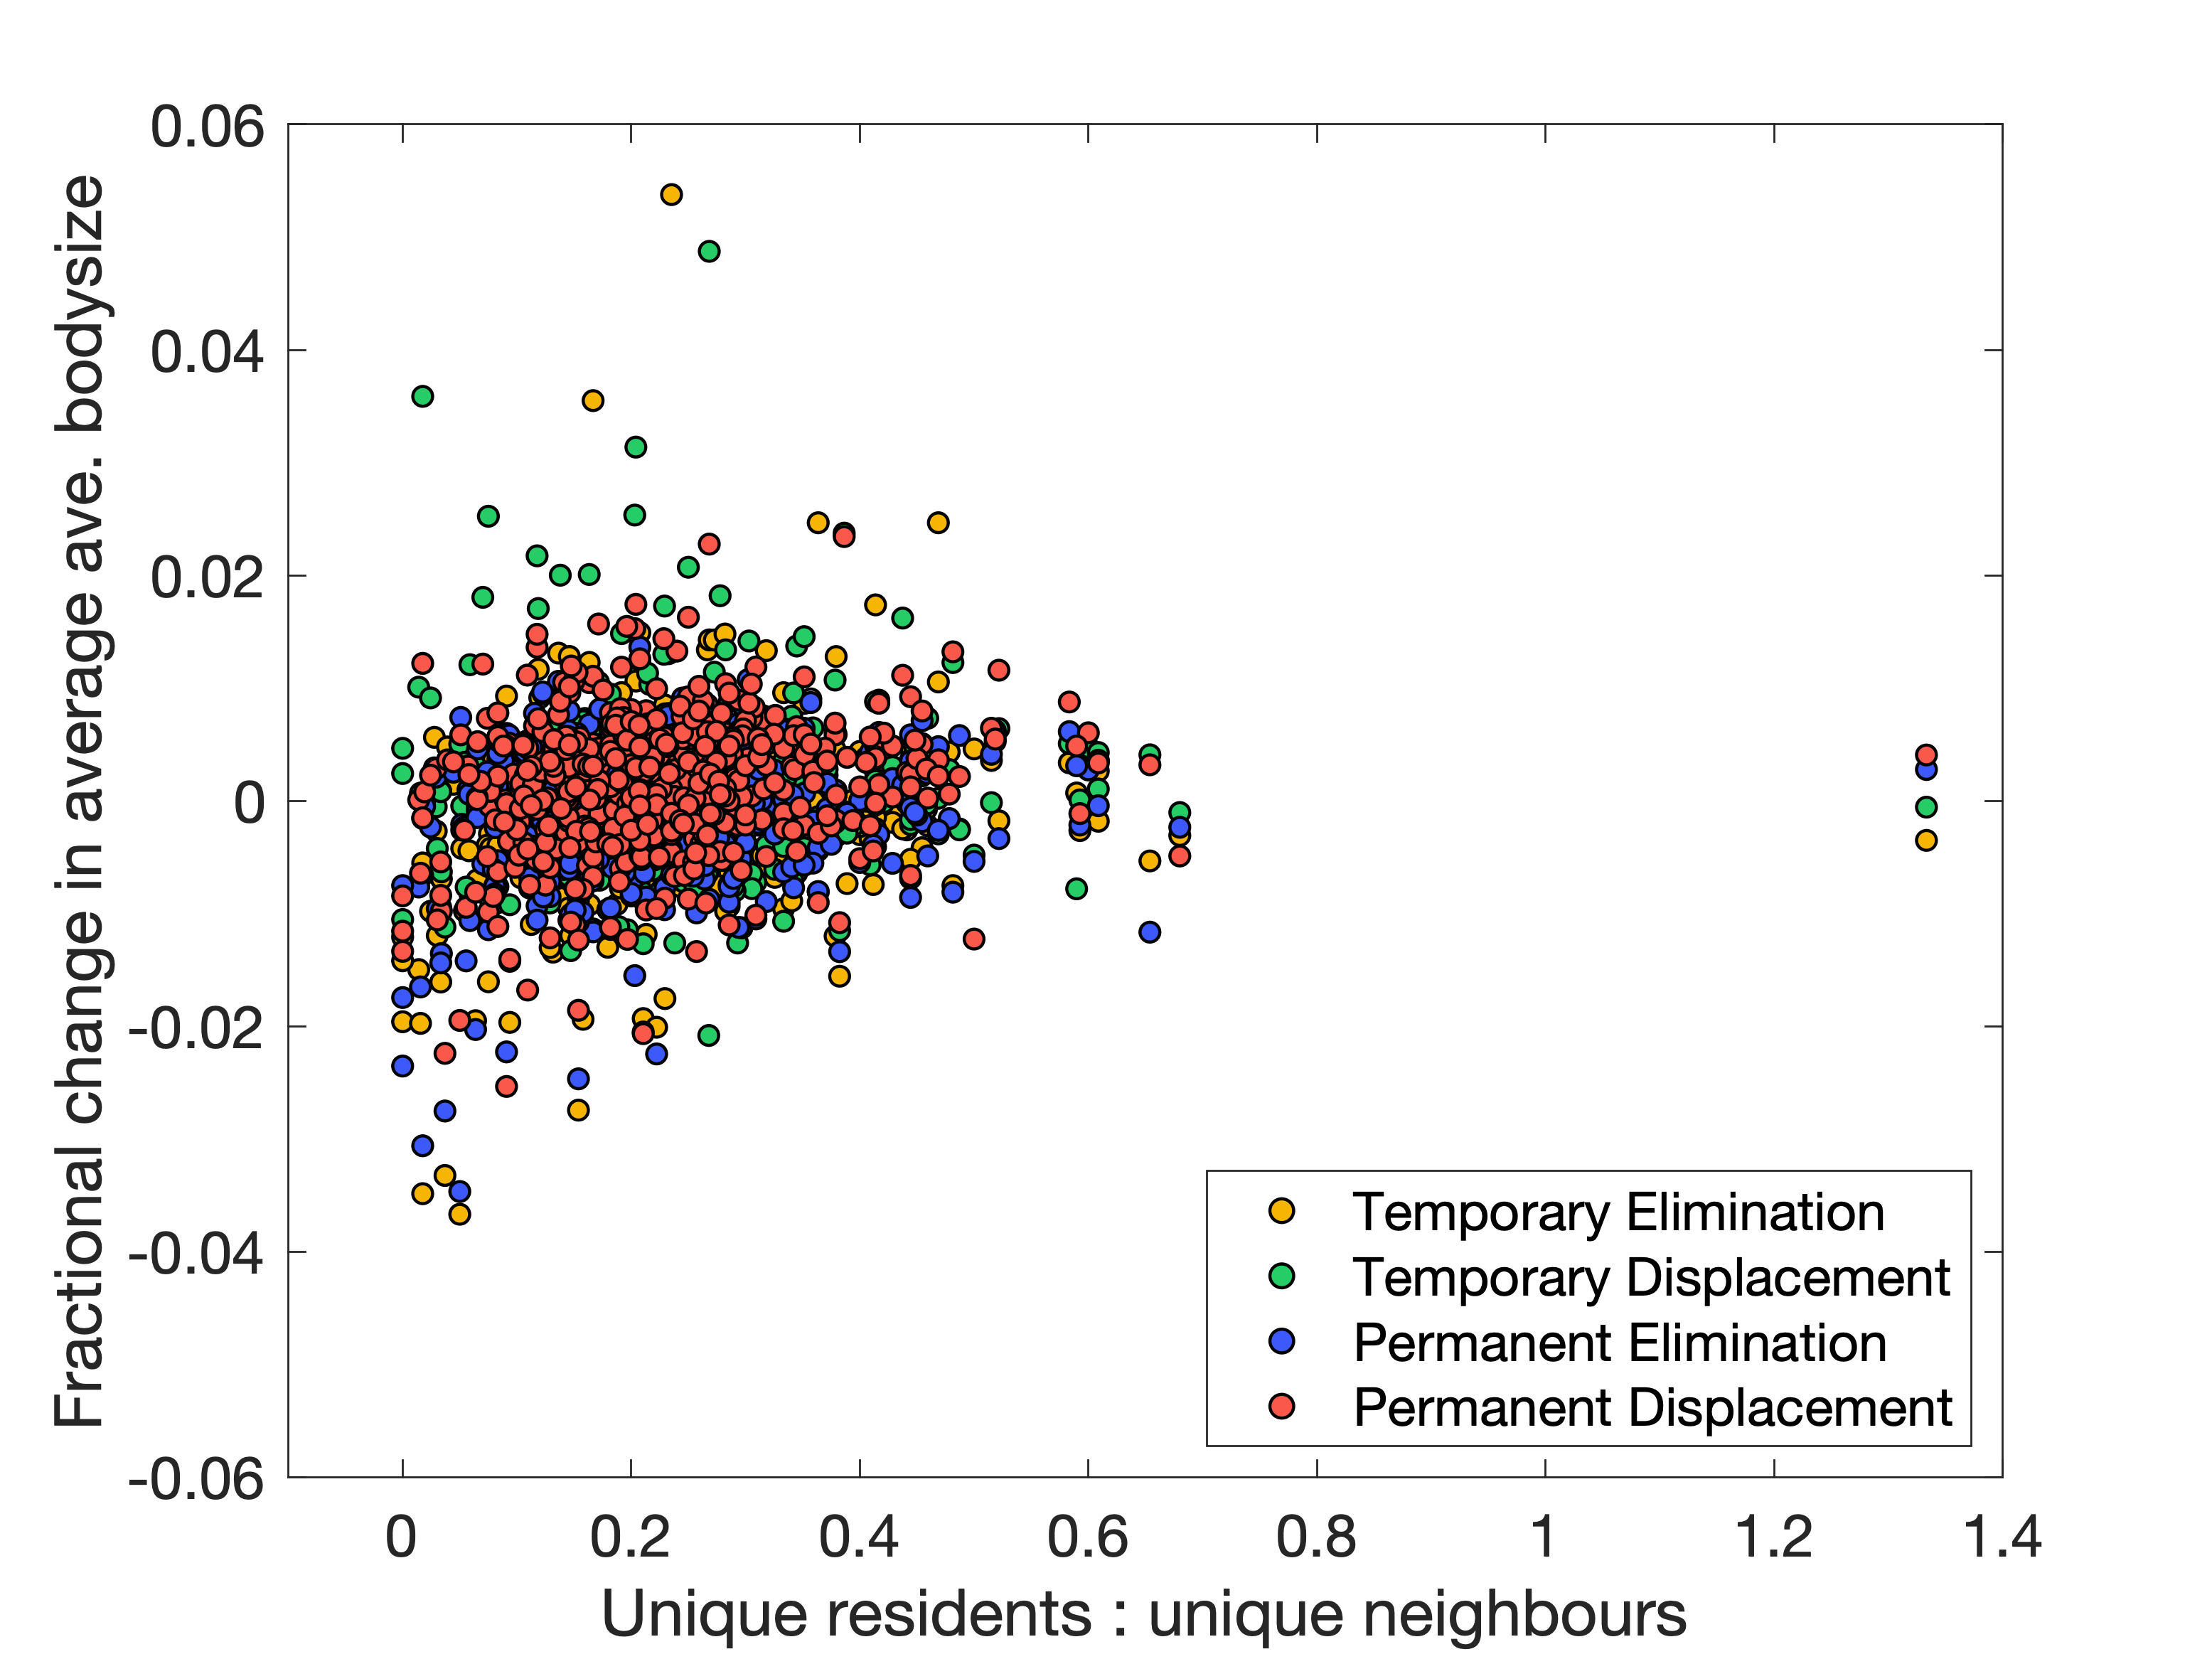 Fractional change in average ave. bodysize
0.06
0.04
0.02
0
-0.02
-0.04
-0.06
Temporary Elimination
Temporary Displacement
Permanent Elimination
Permanent Displacement
0 0.2 0.4 0.6 0.8 1 1.2 1.4
Unique residents : unique neighbours